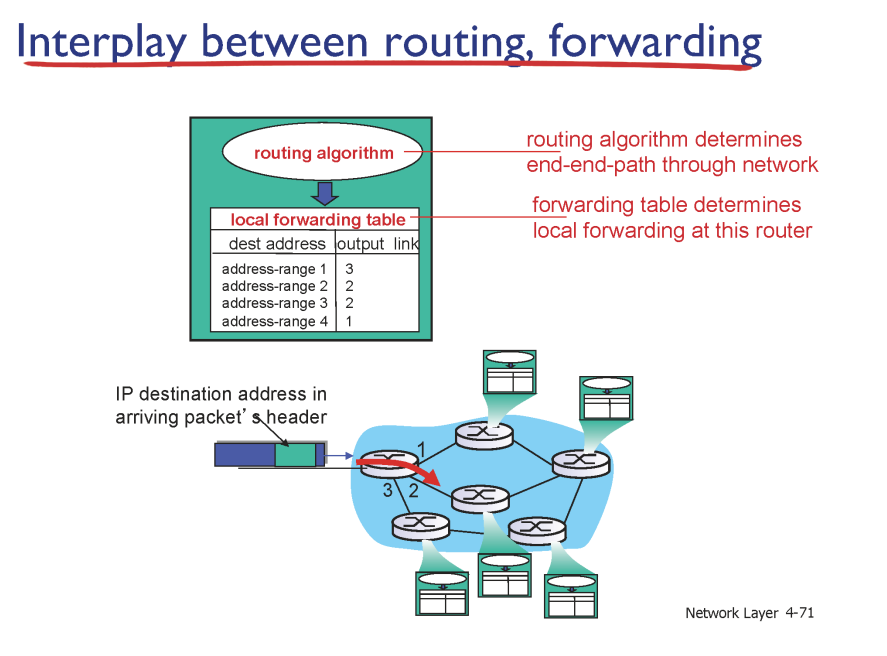 Interplay between routing, forwarding
routing algorithm
routing algorithm determines
end-end-path through network
local forwarding table
forwarding table determines
local forwarding at this router
dest address output link
address-range 1 3
address-range 2 2
address-range 3 2
address-range 4 1
IP destination address in
arriving packet’s header
1
3 2
Network Layer 4-71